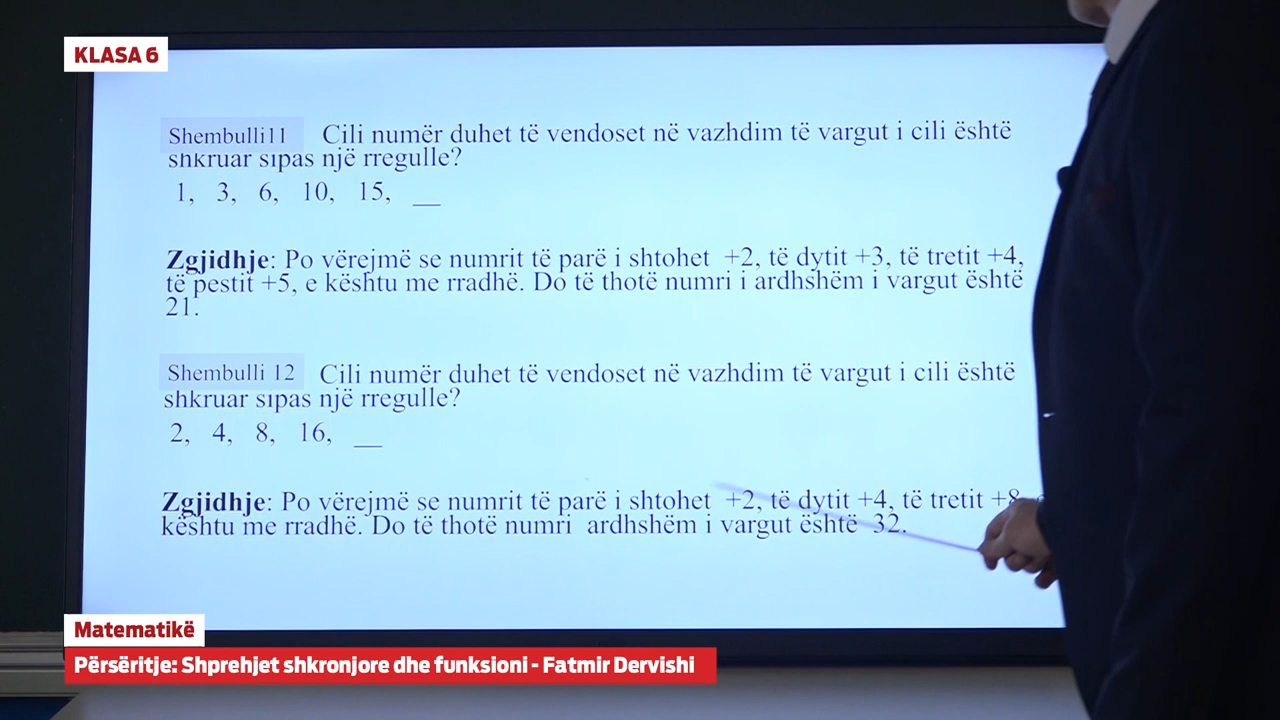 KLASA 6
Shembulli11 Cili numër duhet të vendoset në vazhdim të vargut i cili është
shkruar sipas një rregulle?
1, 3, 6, 10, 15, __
Zgjidhje: Po vërejmë se numrit të parë i shtohet +2, të dytit +3, të tretit +4,
të pestit +5, e kështu me rradhë. Do të thotë numri i ardhshëm i vargut është
21.
Shembulli 12 Cili numër duhet të vendoset në vazhdim të vargut i cili është
shkruar sipas një rregulle?
2, 4, 8, 16, __
Zgjidhje: Po vërejmë se numrit të parë i shtohet +2, të dytit +4, të tretit +8,
kështu me rradhë. Do të thotë numri ardhshëm i vargut është 32.
Matematikë
Përsëritje: Shprehjet shkronjore dhe funksioni - Fatmir Dervishi